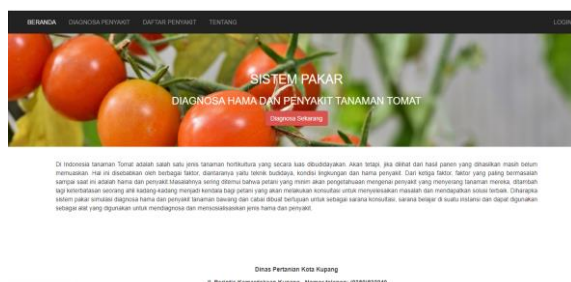 BERANDA DIAGNOSA PENYAKIT DAFTAR PENYAKIT TENTANG LOGIN
SISTEM PAKAR
DIAGNOSA HAMA DAN PENYAKIT TANAMAN TOMAT
Diagnosa Sekarang
Di Indonesia tanaman Tomat adalah salah satu jenis tanaman hortikultura yang secara luas dibudidayakan. Akan tetapi, jika dilihat dari hasil panen yang dihasilkan masih belum
memuaskan. Hal ini disebabkan oleh berbagai faktor, diantaranya yaitu teknik budidaya, kondisi lingkungan dan hama penyakit. Dari ketiga faktor, faktor yang paling bermasalah
sampai saat ini adalah hama dan penyakit.Masalahnya sering ditemui bahwa petani yang minim akan pengetahuaan mengenai penyakit yang menyerang tanaman mereka, ditambah
lagi keterbatasan seorang ahli kadang-kadang menjadi kendala bagi petani yang akan melakukan konsultasi untuk menyelesaikan masalah dan mendapatkan solusi terbaik. Diharapka
sistem pakar simulasi diagnosa hama dan penyakit tanaman bawang dan cabai dibuat bertujuan untuk sebagai sarana konsultasi, sarana belajar di suatu instansi dan dapat digunakan
sebagai alat yang digunakan untuk mendiagnosa dan mensosialisasikan jenis hama dan penyakit.
Dinas Pertanian Kota Kupang